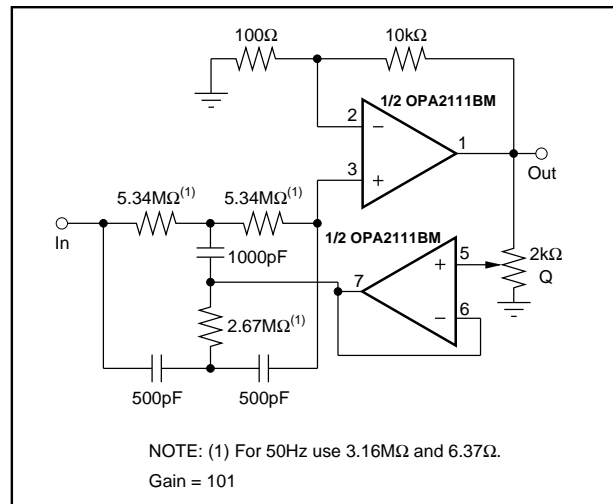 100Ω
10kΩ
1/2 OPA2111BM
2
1
3
Out
5.34MΩ(1)
5.34MΩ(1)
In
1000pF
1/2 OPA2111BM
7
5
2kΩ
Q
6
2.67MΩ(1)
500pF
500pF
NOTE: (1) For 50Hz use 3.16MΩ and 6.37Ω.
Gain = 101